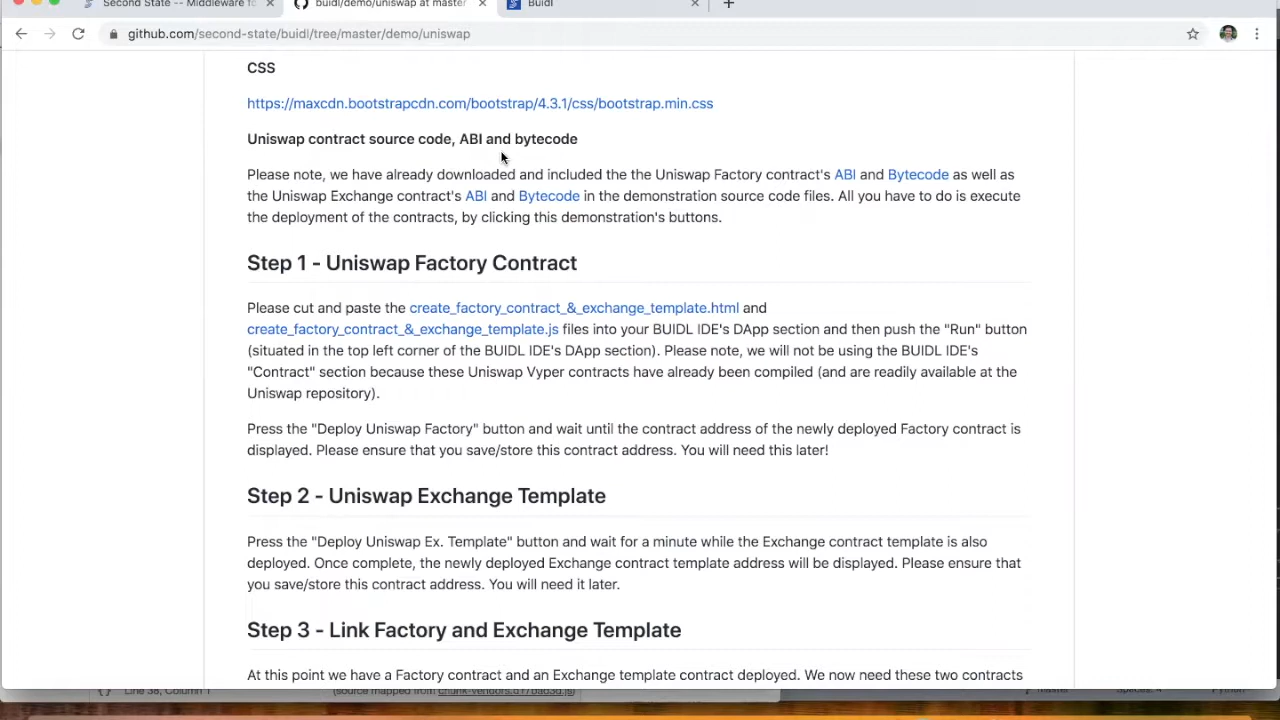 Second State -- Middleware fo
buidl/demo/uniswap at master
Buidl
github.com/second-state/buidl/tree/master/demo/uniswap
CSS
https://maxcdn.bootstrapcdn.com/bootstrap/4.3.1/css/bootstrap.min.css
Uniswap contract source code, ABI and bytecode
Please note, we have already downloaded and included the the Uniswap Factory contract's ABI and Bytecode as well as
the Uniswap Exchange contract's ABI and Bytecode in the demonstration source code files. All you have to do is execute
the deployment of the contracts, by clicking this demonstration's buttons.
Step 1 - Uniswap Factory Contract
Please cut and paste the create_factory_contract_&_exchange_template.html and
create_factory_contract_&_exchange_template.js files into your BUIDL IDE's DApp section and then push the "Run" button
(situated in the top left corner of the BUIDL IDE's DApp section). Please note, we will not be using the BUIDL IDE's
"Contract" section because these Uniswap Vyper contracts have already been compiled (and are readily available at the
Uniswap repository).
Press the "Deploy Uniswap Factory" button and wait until the contract address of the newly deployed Factory contract is
displayed. Please ensure that you save/store this contract address. You will need this later!
Step 2 - Uniswap Exchange Template
Press the "Deploy Uniswap Ex. Template" button and wait for a minute while the Exchange contract template is also
deployed. Once complete, the newly deployed Exchange contract template address will be displayed. Please ensure that
you save/store this contract address. You will need it later.
Step 3 - Link Factory and Exchange Template
At this point we have a Factory contract and an Exchange template contract deployed. We now need these two contracts
{} Line 38, Column 1 (source mapped from